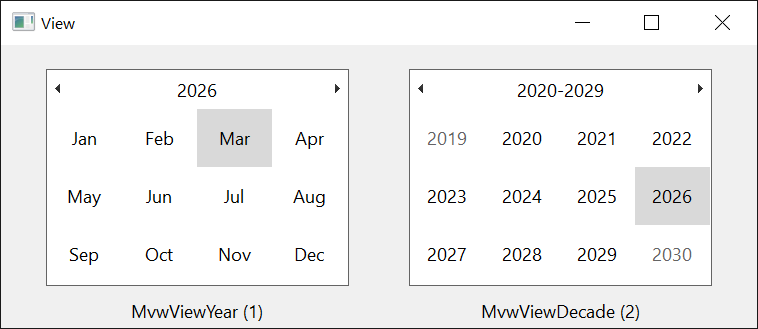 View
2026
Jan Feb Mar Apr
May Jun Jul Aug
Sep Oct Nov Dec
MvwViewYear (1)
2020-2029
2019 2020 2021 2022
2023 2024 2025 2026
2027 2028 2029 2030
MvwViewDecade (2)